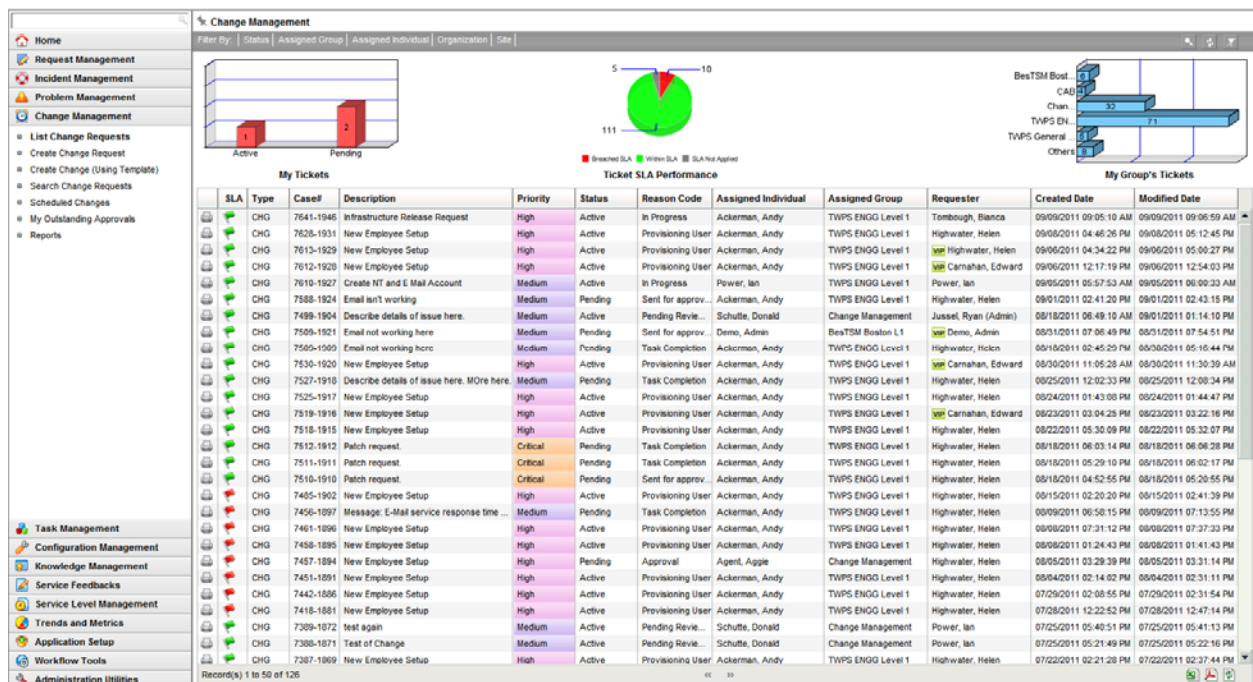 Change Management
Filter By: | Status | Assigned Group | Assigned Individual | Organization | Site |
Home
Request Management
Incident Management
Problem Management
Change Management
List Change Requests
Create Change Request
Create Change (Using Template)
Search Change Requests
Scheduled Changes
My Outstanding Approvals
Reports
Task Management
Configuration Management
Knowledge Management
Service Feedbacks
Service Level Management
Trends and Metrics
Application Setup
Workflow Tools
Administration Utilities
1
2
Active Pending
My Tickets
5
10
111
Breached SLA Within SLA SLA Not Applied
Ticket SLA Performance
BesTSM Bost... 6
CAB 4
Chan... 32
TWPS EN... 71
TWPS General ...
Others
My Group's Tickets
SLA Type Case# Description Priority Status Reason Code Assigned Individual Assigned Group Requester Created Date Modified Date
CHG 7641-1946 Infrastructure Release Request High Active In Progress Ackerman, Andy TWPS ENGG Level 1 Tombough, Bianca 09/09/2011 09:05:10 AM 09/09/2011 09:06:59 AM
CHG 7628-1931 New Employee Setup High Active Provisioning User Ackerman, Andy TWPS ENGG Level 1 Highwater, Helen 09/08/2011 04:46:26 PM 09/08/2011 05:12:45 PM
CHG 7613-1929 New Employee Setup High Active Provisioning User Ackerman, Andy TWPS ENGG Level 1 VIP Highwater, Helen 09/06/2011 04:34:22 PM 09/06/2011 05:00:27 PM
CHG 7612-1928 New Employee Setup High Active Provisioning User Ackerman, Andy TWPS ENGG Level 1 VIP Carnahan, Edward 09/06/2011 12:17:19 PM 09/06/2011 12:54:03 PM
CHG 7610-1927 Create NT and E Mail Account Medium Active In Progress Power, Ian TWPS ENGG Level 1 Power, Ian 09/05/2011 05:57:53 AM 09/05/2011 06:00:33 AM
CHG 7588-1924 Email isn't working Medium Pending Sent for approv... Ackerman, Andy TWPS ENGG Level 1 Highwater, Helen 09/01/2011 02:41:20 PM 09/01/2011 02:43:15 PM
CHG 7499-1904 Describe details of issue here. Medium Active Pending Revie... Schutte, Donald Change Management Jussel, Ryan (Admin) 08/18/2011 06:49:10 AM 09/01/2011 01:14:10 PM
CHG 7509-1921 Email not working here Medium Pending Sent for approv... Demo, Admin BesTSM Boston L1 VIP Demo, Admin 08/31/2011 07:06:49 PM 08/31/2011 07:54:51 PM
CHG 7509-1909 Email not working here Medium Pending Task Completion Ackerman, Andy TWPS ENGG Level 1 Highwater, Helen 08/18/2011 02:45:29 PM 08/30/2011 05:16:44 PM
CHG 7530-1920 New Employee Setup High Active Provisioning User Ackerman, Andy TWPS ENGG Level 1 VIP Carnahan, Edward 08/30/2011 11:05:28 AM 08/30/2011 11:30:39 AM
CHG 7527-1918 Describe details of issue here. MOre here. Medium Pending Task Completion Ackerman, Andy TWPS ENGG Level 1 Highwater, Helen 08/25/2011 12:02:33 PM 08/25/2011 12:08:34 PM
CHG 7525-1917 New Employee Setup High Active Provisioning User Ackerman, Andy TWPS ENGG Level 1 Highwater, Helen 08/24/2011 01:43:08 PM 08/24/2011 01:44:47 PM
CHG 7519-1916 New Employee Setup High Active Provisioning User Ackerman, Andy TWPS ENGG Level 1 VIP Carnahan, Edward 08/23/2011 03:04:25 PM 08/23/2011 03:22:16 PM
CHG 7518-1915 New Employee Setup High Active Provisioning User Ackerman, Andy TWPS ENGG Level 1 Highwater, Helen 08/22/2011 05:30:09 PM 08/22/2011 05:32:07 PM
CHG 7512-1912 Patch request. Critical Pending Task Completion Ackerman, Andy TWPS ENGG Level 1 Highwater, Helen 08/18/2011 06:03:14 PM 08/18/2011 06:06:28 PM
CHG 7511-1911 Patch request. Critical Pending Task Completion Ackerman, Andy TWPS ENGG Level 1 Highwater, Helen 08/18/2011 05:29:10 PM 08/18/2011 06:02:17 PM
CHG 7510-1910 Patch request. Critical Pending Sent for approv... Ackerman, Andy TWPS ENGG Level 1 Highwater, Helen 08/18/2011 04:52:55 PM 08/18/2011 05:20:55 PM
CHG 7485-1902 New Employee Setup High Active Provisioning User Ackerman, Andy TWPS ENGG Level 1 Highwater, Helen 08/15/2011 02:20:20 PM 08/15/2011 02:41:39 PM
CHG 7456-1897 Message: E-Mail service response time ... Medium Pending Task Completion Ackerman, Andy TWPS ENGG Level 1 Highwater, Helen 08/09/2011 06:58:15 PM 08/09/2011 07:13:55 PM
CHG 7461-1896 New Employee Setup High Active Provisioning User Ackerman, Andy TWPS ENGG Level 1 Highwater, Helen 08/08/2011 07:31:12 PM 08/08/2011 07:37:33 PM
CHG 7458-1895 New Employee Setup High Active Provisioning User Ackerman, Andy TWPS ENGG Level 1 Highwater, Helen 08/08/2011 01:24:43 PM 08/08/2011 01:41:43 PM
CHG 7457-1894 New Employee Setup High Pending Approval Agent, Aggie Change Management Highwater, Helen 08/05/2011 03:29:39 PM 08/05/2011 03:31:14 PM
CHG 7451-1891 New Employee Setup High Active Provisioning User Ackerman, Andy TWPS ENGG Level 1 Highwater, Helen 08/04/2011 02:14:02 PM 08/04/2011 02:31:11 PM
CHG 7442-1886 New Employee Setup High Active Provisioning User Ackerman, Andy TWPS ENGG Level 1 Highwater, Helen 07/29/2011 02:08:55 PM 07/29/2011 02:31:54 PM
CHG 7418-1881 New Employee Setup High Active Provisioning User Ackerman, Andy TWPS ENGG Level 1 Highwater, Helen 07/28/2011 12:22:52 PM 07/28/2011 12:47:14 PM
CHG 7389-1872 test again Medium Active Pending Revie... Schutte, Donald Change Management Power, Ian 07/25/2011 05:40:51 PM 07/25/2011 05:41:13 PM
CHG 7388-1871 Test of Change Medium Active Pending Revie... Schutte, Donald Change Management Power, Ian 07/25/2011 05:21:49 PM 07/25/2011 05:22:16 PM
CHG 7387-1869 New Employee Setup High Active Provisioning User Ackerman, Andy TWPS ENGG Level 1 Highwater, Helen 07/22/2011 02:21:28 PM 07/22/2011 02:37:44 PM
Record(s) 1 to 50 of 126